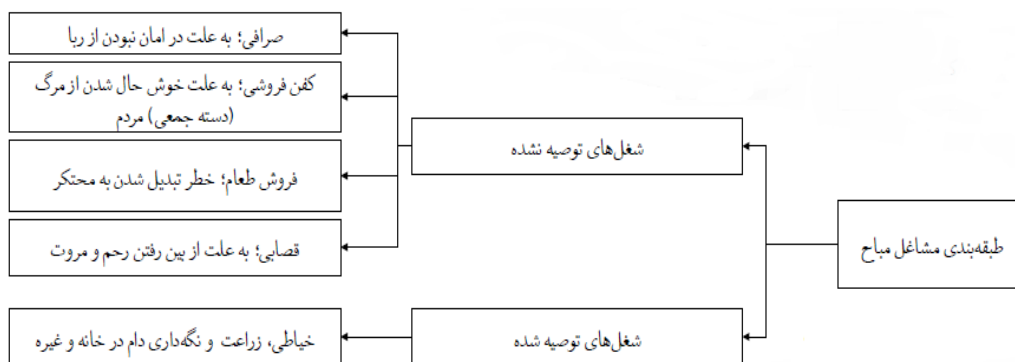 طبقه‌بندی مشاغل مباح
شغل‌های توصیه نشده
صرافی؛ به علت در امان نبودن از ربا
کفن فروشی؛ به علت خوش حال شدن از مرگ
(دسته جمعی) مردم
فروش طعام؛ خطر تبدیل شدن به محتکر
قصابی؛ به علت از بین رفتن رحم و مروت
شغل‌های توصیه شده
خیاطی، زراعت و نگه‌داری دام در خانه و غیره